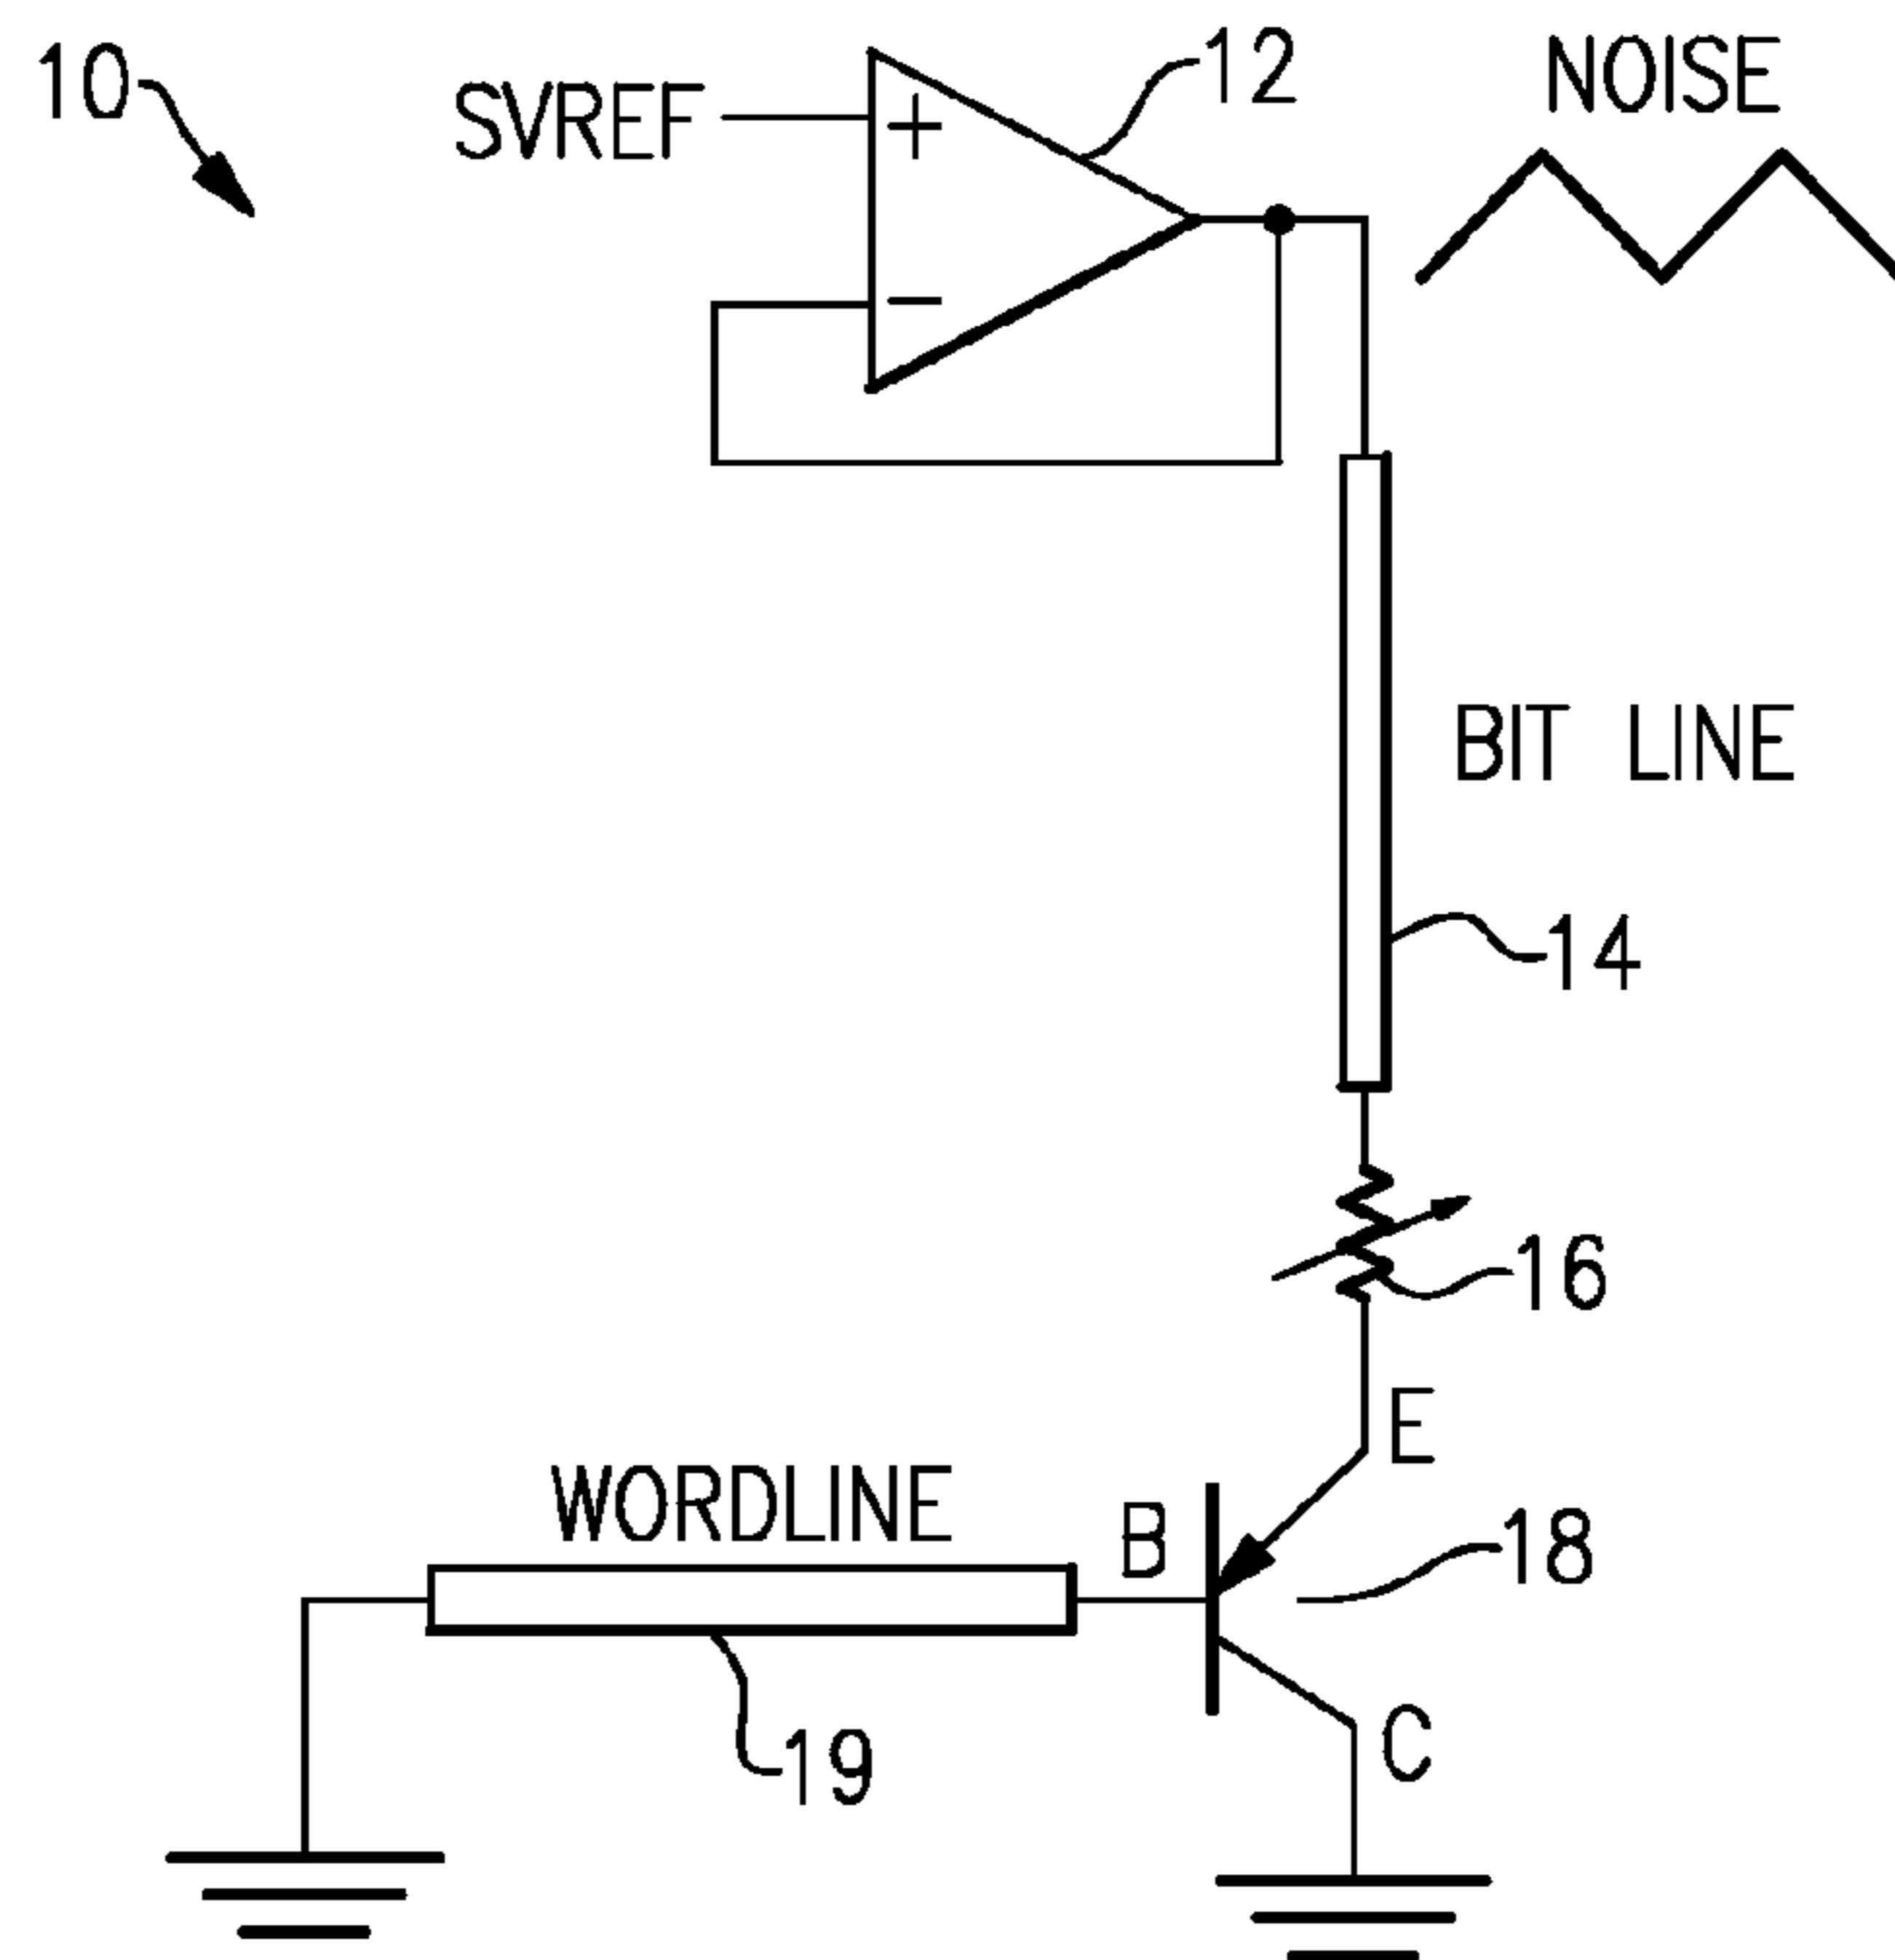 10
SVREF
+
−
12
NOISE
BIT LINE
14
16
E
WORDLINE
B
18
19
C